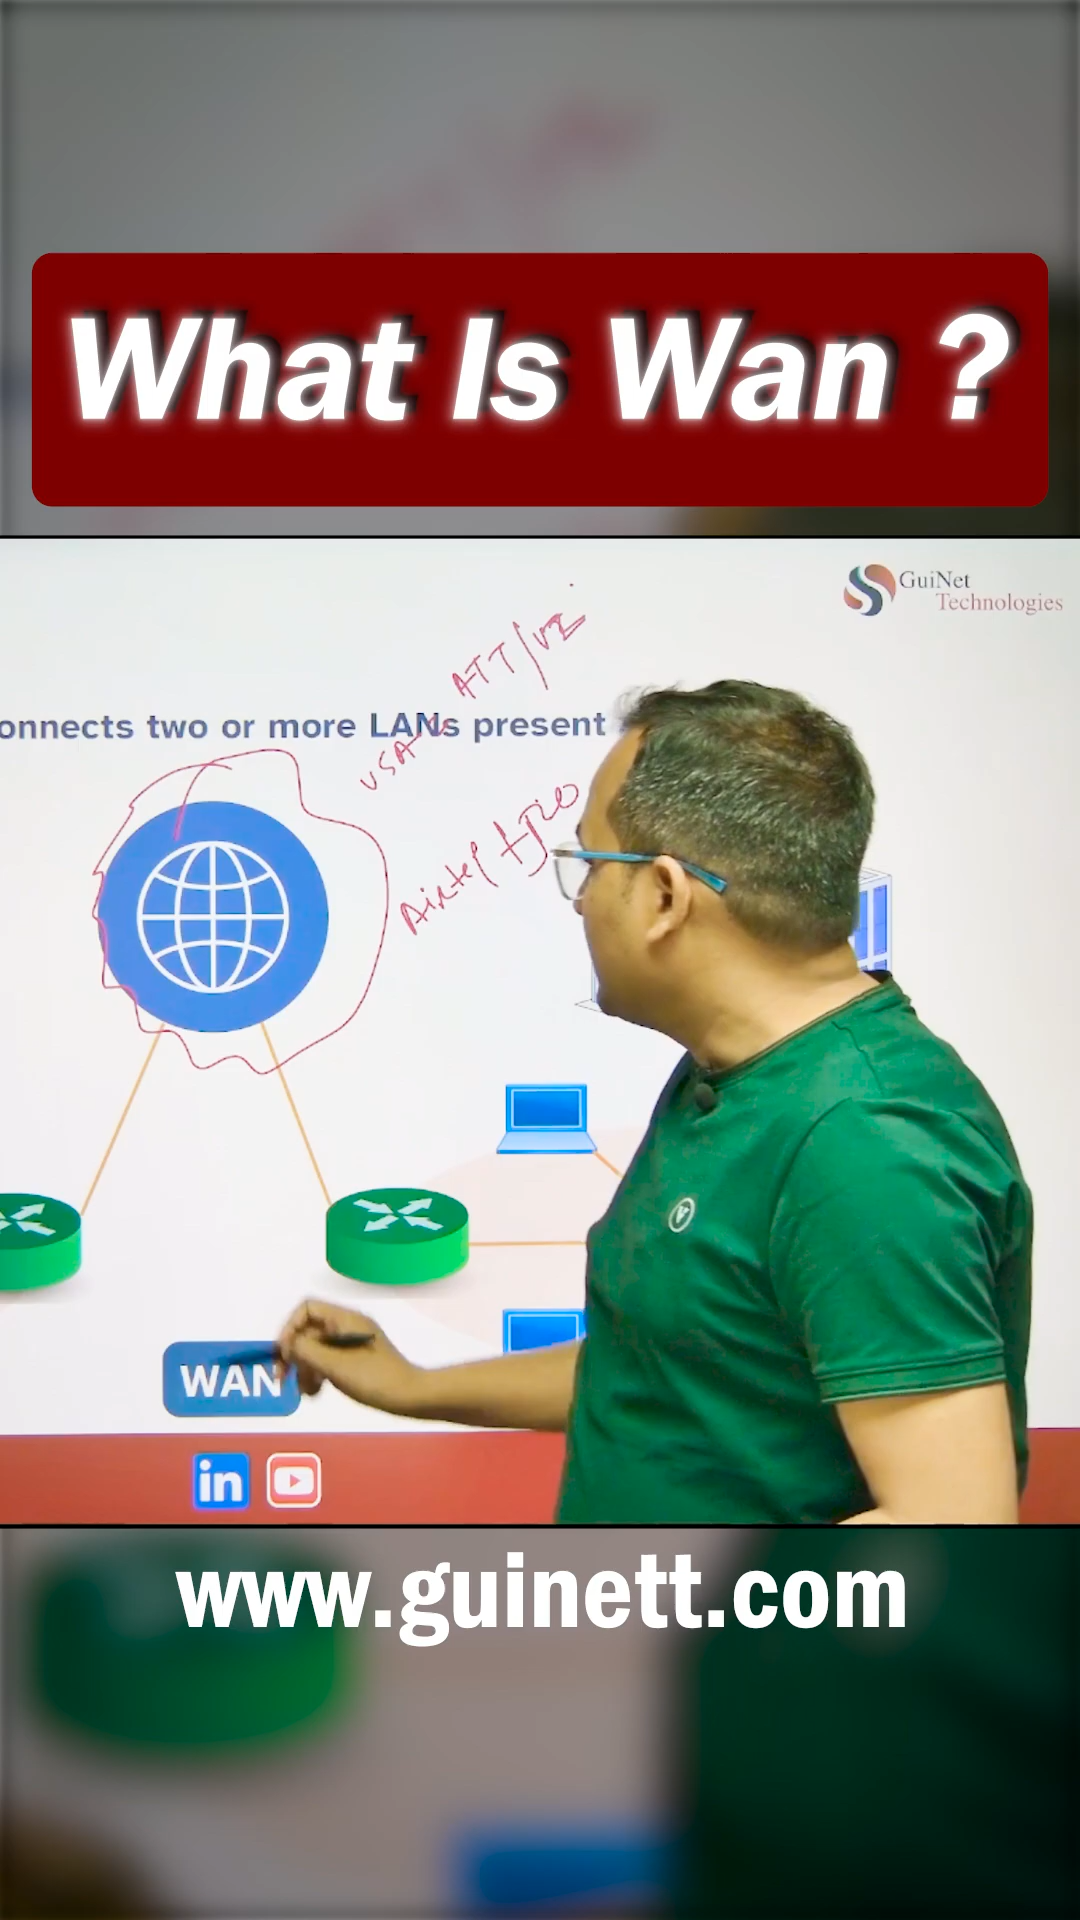 What Is Wan ?
GuiNet
Technologies
USA - ATT/VZ
onnects two or more LANs present
Airtel + JIO
WAN
in
www.guinett.com